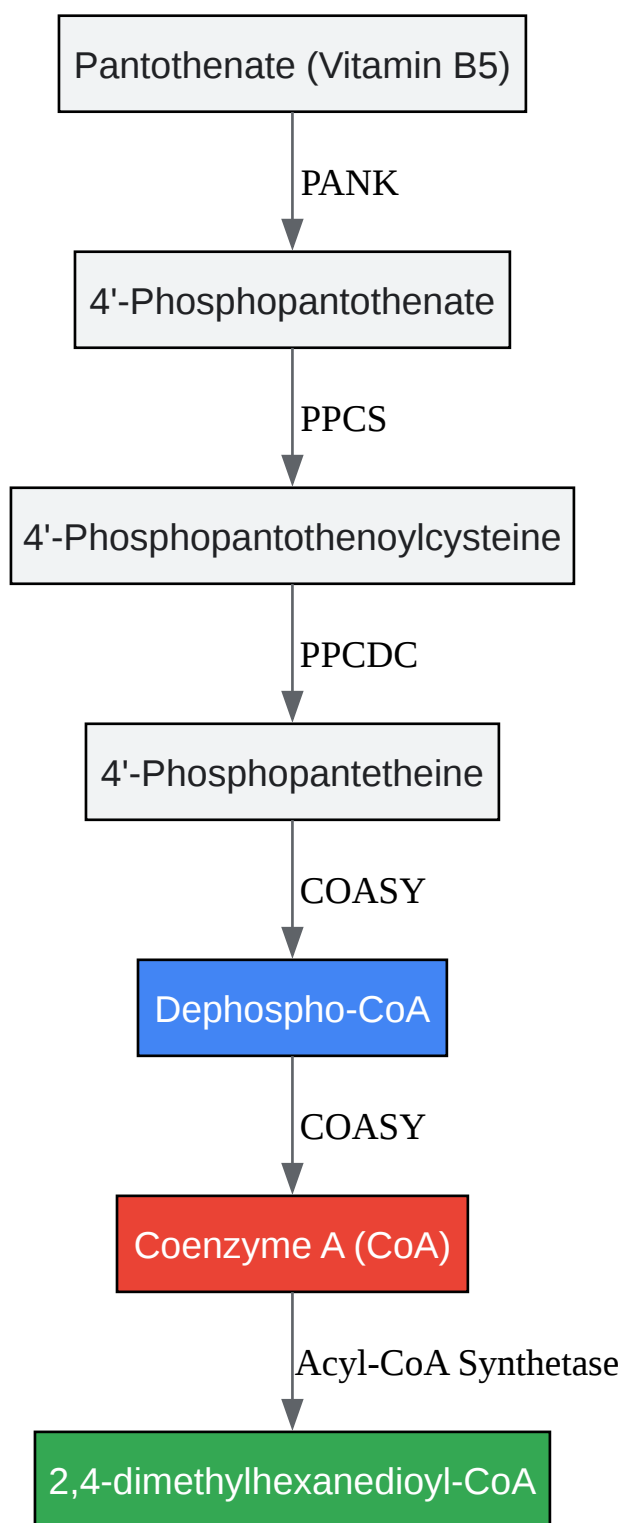 Pantothenate (Vitamin B5)
PANK
4'-Phosphopantothenate
PPCS
4'-Phosphopantothenoylcysteine
PPCDC
4'-Phosphopantetheine
COASY
Dephospho-CoA
COASY
Coenzyme A (CoA)
Acyl-CoA Synthetase
2,4-dimethylhexanedioyl-CoA